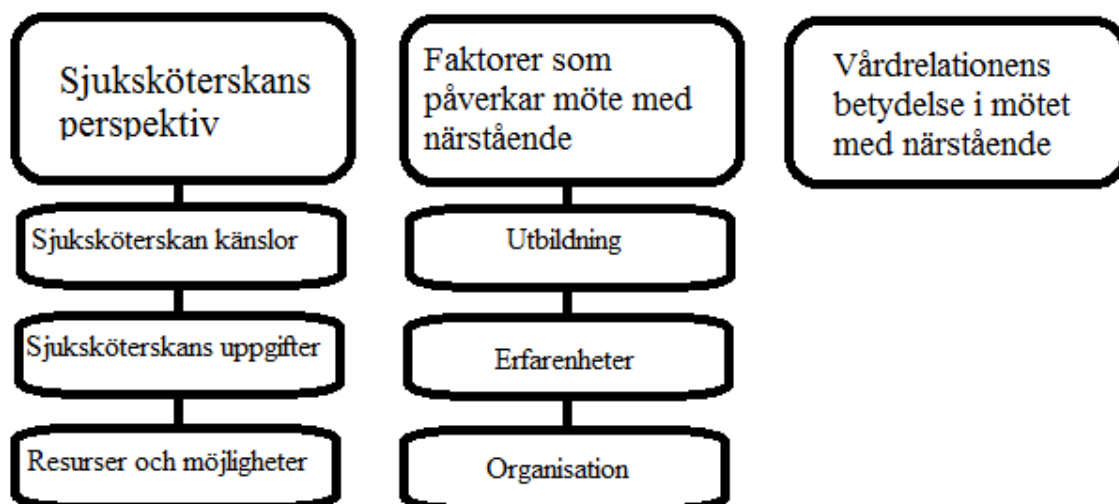 Sjuksköterskans
perspektiv
Sjuksköterskan känslor
Sjuksköterskans uppgifter
Resurser och möjligheter
Faktorer som
påverkar möte med
närstående
Utbildning
Erfarenheter
Organisation
Vårdrelationens
betydelse i mötet
med närstående